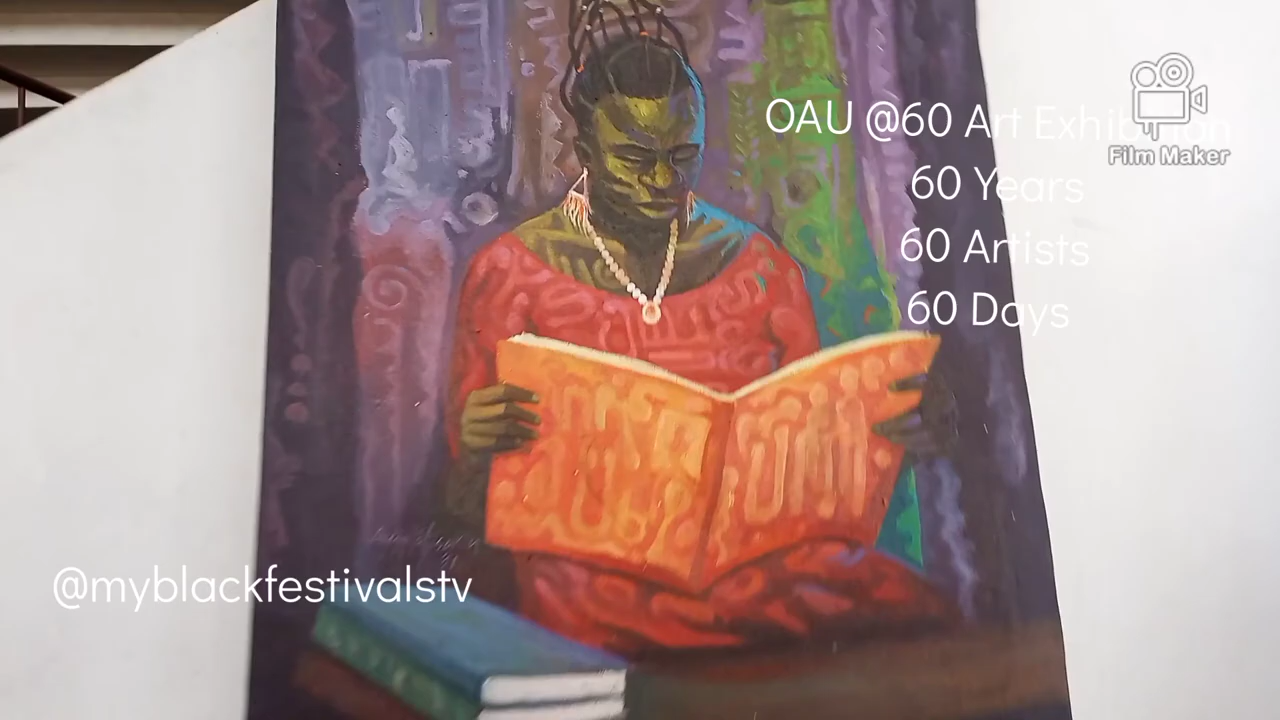 OAU @60 Art Exhibition
Film Maker
60 Years
60 Artists
60 Days
@myblackfestivalstv